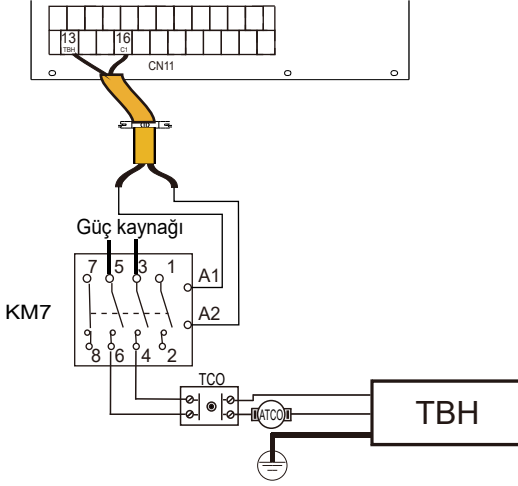 13 16
TBH C1
CN11
Güç kaynağı
7 5 3 1 A1
KM7
A2
8 6 4 2
TCO
ATCO
TBH